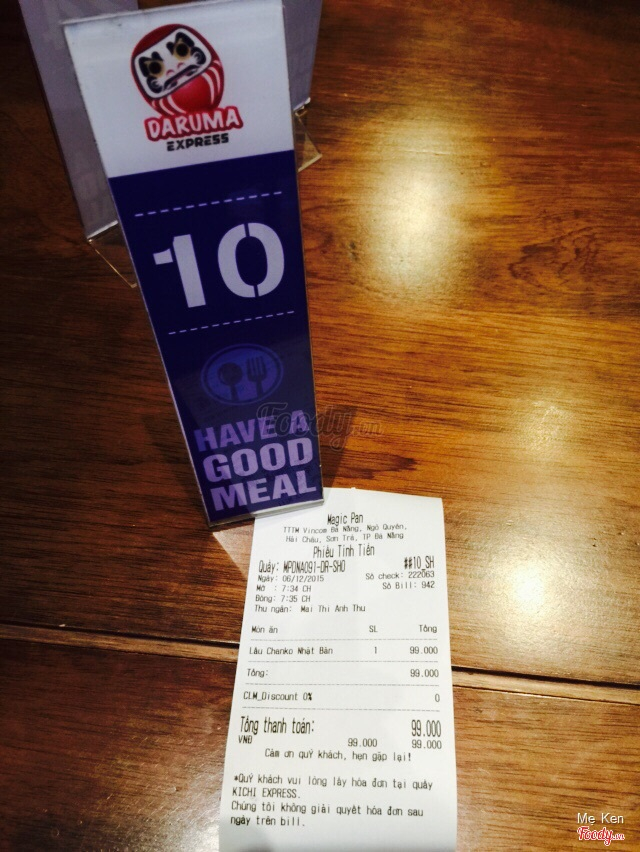 DARUMA
EXPRESS
10
HAVE A
GOOD
MEAL
Foody.vn
Magic Pan
TTTM Vincom Đà Nẵng, Ngô Quyền,
Hải Châu, Sơn Trà, TP Đà Nẵng
Phiếu Tính Tiền
Quầy: MPDNA091-DR-SHO ##10_SH
Ngày: 06/12/2015 Số check: 222063
Mở : 7:34 CH Số Bill: 942
Đóng: 7:35 CH
Thu ngân: Mai Thi Anh Thu
Món ăn SL Tổng
Lẩu Chanko Nhật Bản 1 99.000
Tổng: 99.000
CLM_Discount 0% 0
Tổng thanh toán: 99.000
VNĐ 99.000 99.000
Cảm ơn quý khách, hẹn gặp lại!
*Quý khách vui lòng lấy hóa đơn tại quầy
KICHI EXPRESS.
Chúng tôi không giải quyết hóa đơn sau
ngày trên bill.
Me Ken
Foody.vn